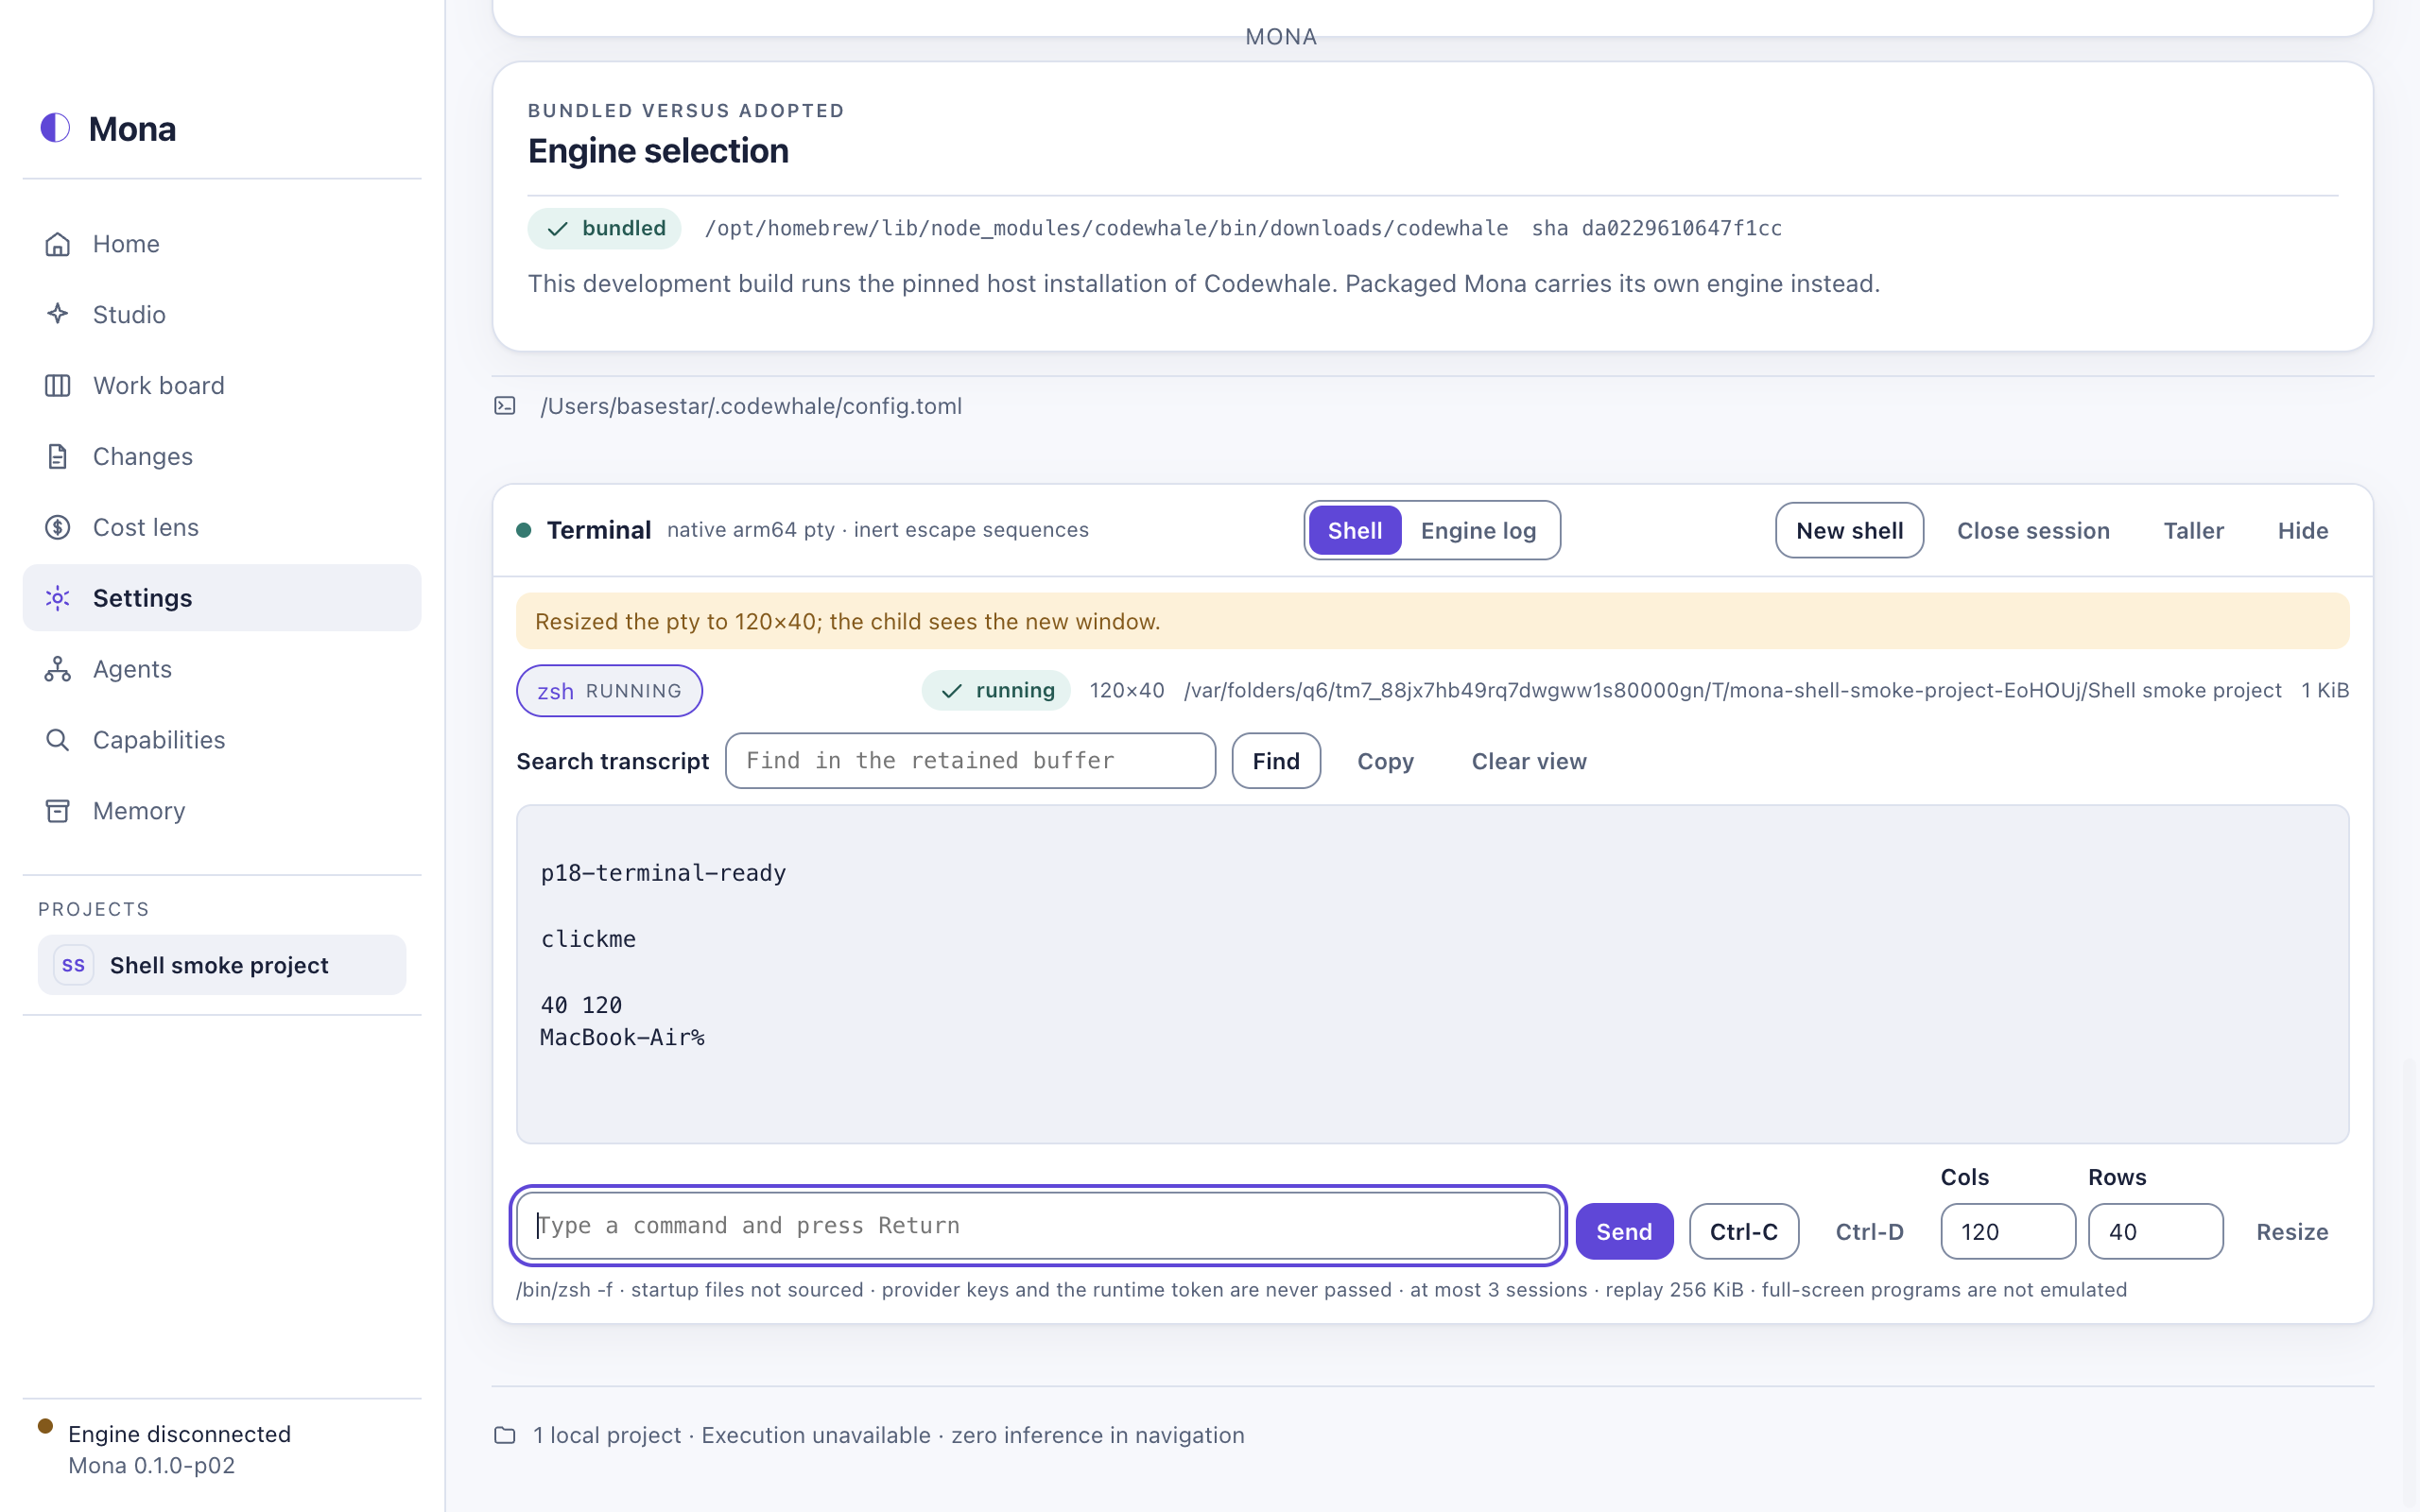 MONA
Mona
Home
Studio
Work board
Changes
Cost lens
Settings
Agents
Capabilities
Memory
PROJECTS
SS Shell smoke project
Engine disconnected
Mona 0.1.0-p02
BUNDLED VERSUS ADOPTED
Engine selection
bundled /opt/homebrew/lib/node_modules/codewhale/bin/downloads/codewhale sha da0229610647f1cc
This development build runs the pinned host installation of Codewhale. Packaged Mona carries its own engine instead.
/Users/basestar/.codewhale/config.toml
Terminal native arm64 pty · inert escape sequences Shell Engine log New shell Close session Taller Hide
Resized the pty to 120×40; the child sees the new window.
zsh RUNNING running 120×40 /var/folders/q6/tm7_88jx7hb49rq7dwgww1s80000gn/T/mona-shell-smoke-project-EoHOUj/Shell smoke project 1 KiB
Search transcript Find in the retained buffer Find Copy Clear view
p18-terminal-ready
clickme
40 120
MacBook-Air%
Cols Rows
Type a command and press Return Send Ctrl-C Ctrl-D 120 40 Resize
/bin/zsh -f · startup files not sourced · provider keys and the runtime token are never passed · at most 3 sessions · replay 256 KiB · full-screen programs are not emulated
1 local project · Execution unavailable · zero inference in navigation